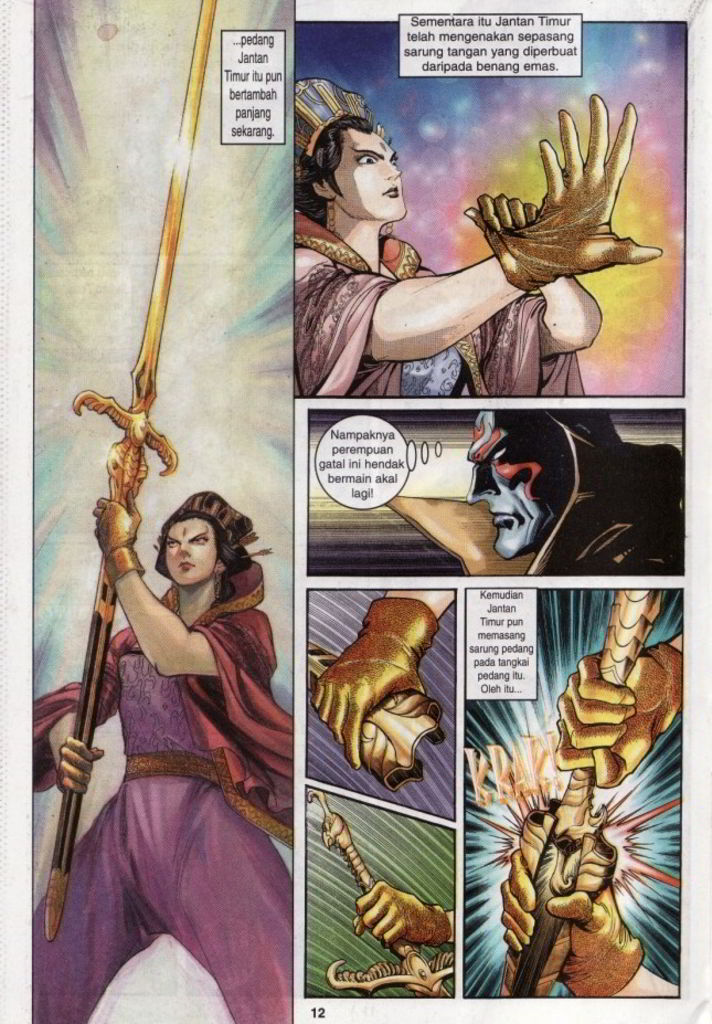 Sementara itu Jantan Timur
telah mengenakan sepasang
sarung tangan yang diperbuat
daripada benang emas.
...pedang
Jantan
Timur itu pun
bertambah
panjang
sekarang.
Nampaknya
perempuan
gatal ini hendak
bermain akal
lagi!
Kemudian
Jantan
Timur pun
memasang
sarung pedang
pada tangkai
pedang itu.
Oleh itu...
KRAK!
12